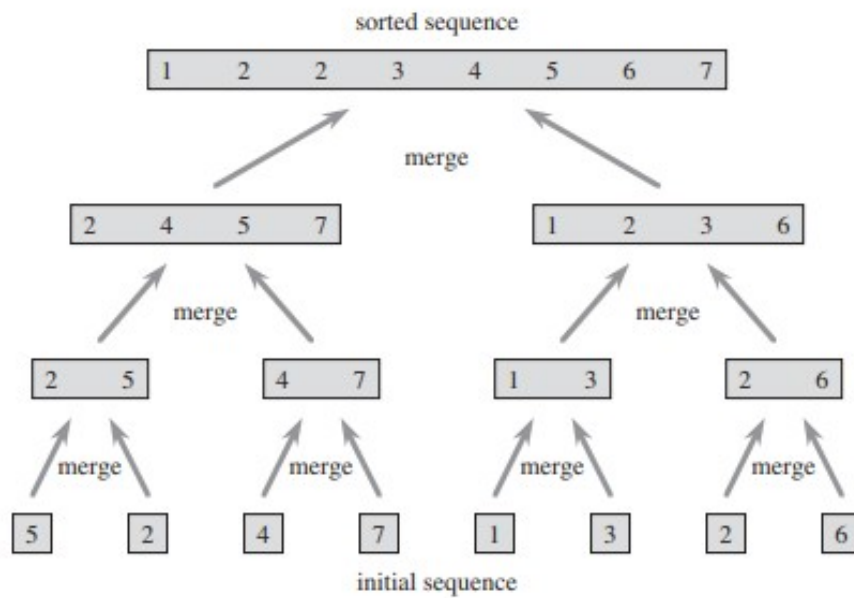 sorted sequence
1 2 2 3 4 5 6 7
merge
2 4 5 7 1 2 3 6
merge merge
2 5 4 7 1 3 2 6
merge merge merge merge
5 2 4 7 1 3 2 6
initial sequence